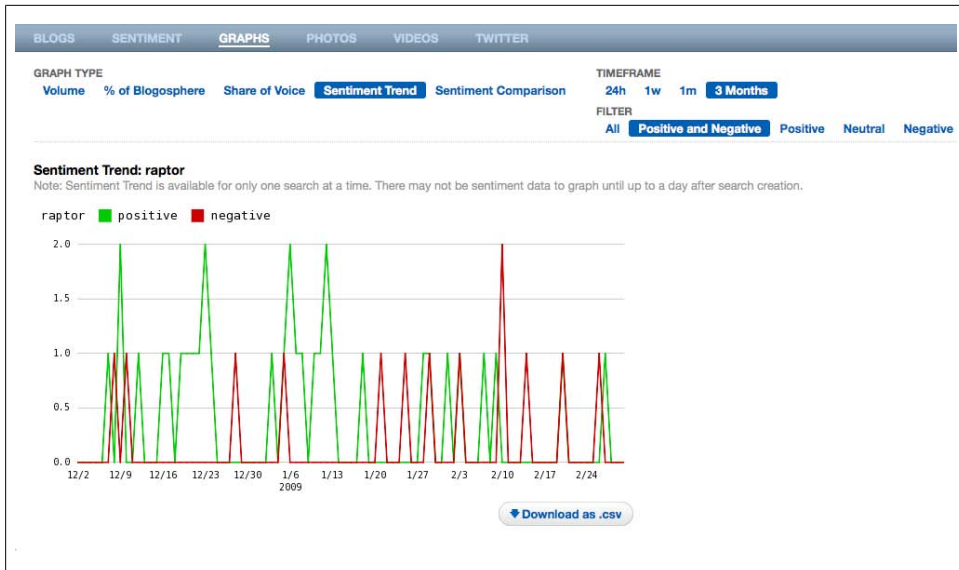 BLOGS SENTIMENT GRAPHS PHOTOS VIDEOS TWITTER
GRAPH TYPE
Volume % of Blogosphere Share of Voice Sentiment Trend Sentiment Comparison
TIMEFRAME
24h 1w 1m 3 Months
FILTER
All Positive and Negative Positive Neutral Negative
Sentiment Trend: raptor
Note: Sentiment Trend is available for only one search at a time. There may not be sentiment data to graph until up to a day after search creation.
raptor positive negative
2.0
1.5
1.0
0.5
0.0
12/2 12/9 12/16 12/23 12/30 1/6 1/13 1/20 1/27 2/3 2/10 2/17 2/24
2009
Download as .csv